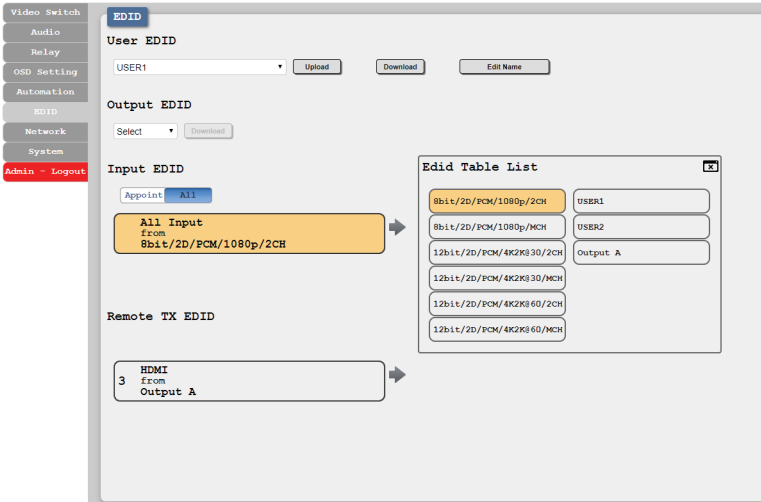 Video Switch
Audio
Relay
OSD Setting
Automation
EDID
Network
System
Admin - Logout
EDID
User EDID
USER1
Upload
Download
Edit Name
Output EDID
Select
Download
Input EDID
Appoint All
All Input
from
8bit/2D/PCM/1080p/2CH
Edid Table List
8bit/2D/PCM/1080p/2CH
USER1
8bit/2D/PCM/1080p/MCH
USER2
12bit/2D/PCM/4K2K@30/2CH
Output A
12bit/2D/PCM/4K2K@30/MCH
12bit/2D/PCM/4K2K@60/2CH
12bit/2D/PCM/4K2K@60/MCH
Remote TX EDID
HDMI
3 from
Output A